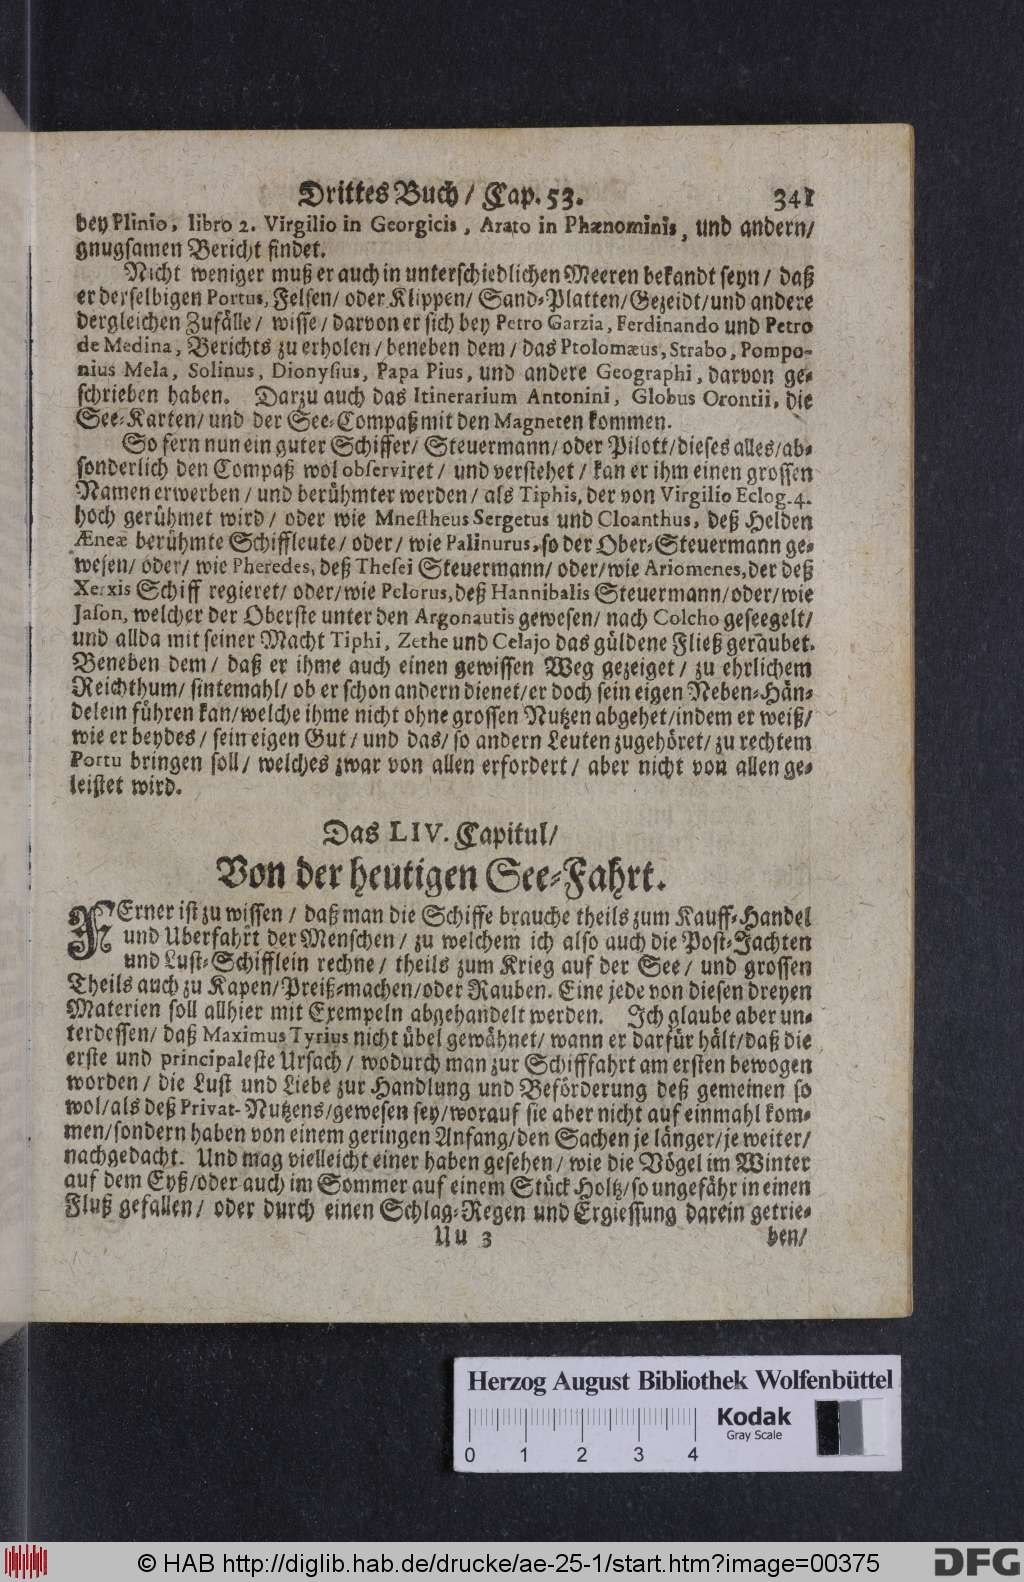 Drittes Buch / Cap. 53. 341
bey Plinio, libro 2. Virgilio in Georgicis, Arato in Phænominis, und andern/
gnugsamen Bericht findet.
Nicht weniger muß er auch in unterschiedlichen Meeren bekandt seyn / daß
er derselbigen Portus, Felsen/ oder Klippen/ Sand-Platten/Gezeidt/und andere
dergleichen Zufälle / wisse / darvon er sich bey Petro Garzia, Ferdinando und Petro
de Medina, Berichts zu erholen / beneben dem / das Ptolomæus, Strabo, Pompo-
nius Mela, Solinus, Dionysius, Papa Pius, und andere Geographi, darvon ge-
schrieben haben. Darzu auch das Itinerarium Antonini, Globus Orontii, die
See-Karten/ und der See-Compaß mit den Magneten kommen.
So fern nun ein guter Schiffer/ Steuermann/ oder Pilott/dieses alles/ab-
sonderlich den Compaß wol observiret / und verstehet / kan er ihm einen grossen
Namen erwerben / und berühmter werden / als Tiphis, der von Virgilio Eclog. 4.
hoch gerühmet wird / oder wie Mnestheus Sergetus und Cloanthus, deß Helden
Æneæ berühmte Schiffleute/ oder/ wie Palinurus, so der Ober-Steuermann ge-
wesen/ oder/ wie Pheredes, deß Thesei Steuermann/ oder/wie Ariomenes, der deß
Xerxis Schiff regieret/ oder/ wie Pelorus, deß Hannibalis Steuermann/oder/wie
Jason, welcher der Oberste unter den Argonautis gewesen/ nach Colcho geseegelt/
und allda mit seiner Macht Tiphi, Zethe und Celajo das güldene Fließ geraubet.
Beneben dem / daß er ihme auch einen gewissen Weg gezeiget / zu ehrlichem
Reichthum/ sintemahl/ ob er schon andern dienet/er doch sein eigen Neben-Hän-
delein führen kan/welche ihme nicht ohne grossen Nutzen abgehet/indem er weiß/
wie er beydes / sein eigen Gut / und das/ so andern Leuten zugehöret/ zu rechtem
Portu bringen soll/ welches zwar von allen erfordert / aber nicht von allen ge-
leistet wird.
Das LIV. Capitul/
Von der heutigen See-Fahrt.
FErner ist zu wissen / daß man die Schiffe brauche theils zum Kauff-Handel
und Uberfahrt der Menschen / zu welchem ich also auch die Post-Jachten
und Lust-Schifflein rechne / theils zum Krieg auf der See / und grossen
Theils auch zu Kapen/Preiß-machen/oder Rauben. Eine jede von diesen dreyen
Materien soll allhier mit Exempeln abgehandelt werden. Ich glaube aber un-
terdessen/ daß Maximus Tyrius nicht übel gewähnet/ wann er darfür hält/daß die
erste und principaleste Ursach / wodurch man zur Schifffahrt am ersten bewogen
worden / die Lust und Liebe zur Handlung und Beförderung deß gemeinen so
wol/als deß Privat-Nutzens/gewesen sey/worauf sie aber nicht auf einmahl kom-
men/sondern haben von einem geringen Anfang/den Sachen je länger/je weiter/
nachgedacht. Und mag vielleicht einer haben gesehen / wie die Vögel im Winter
auf dem Eyß/oder auch im Sommer auf einem Stück Holtz/so ungefähr in einen
Fluß gefallen / oder durch einen Schlag-Regen und Ergiessung darein getrie-
Uu 3 ben/
Herzog August Bibliothek Wolfenbüttel
Kodak
Gray Scale
0 1 2 3 4
© HAB http://diglib.hab.de/drucke/ae-25-1/start.htm?image=00375
DFG